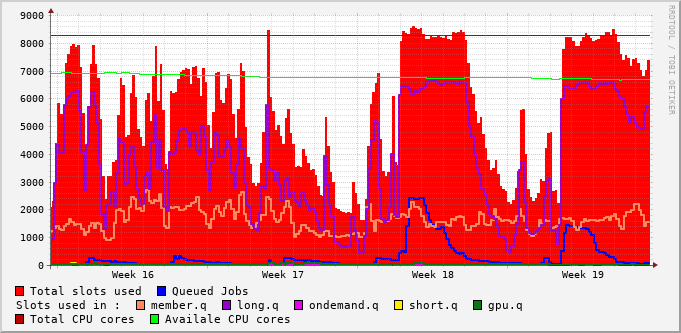 9000
8000
7000
6000
5000
4000
3000
2000
1000
0
Week 16 Week 17 Week 18 Week 19
RRDTOOL / TOBI OETIKER
Total slots used Queued Jobs
Slots used in : member.q long.q ondemand.q short.q gpu.q
Total CPU cores Availale CPU cores